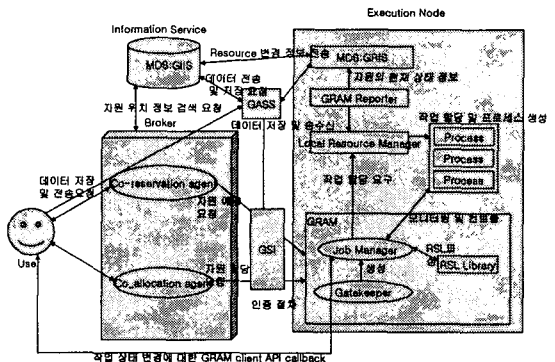 Information Service
Execution Node
MDS:GIIS
Resource 변경 정보 전송
MDS:GRIS
데이터 전송
및 저장 요청
자원의 현재 상태 정보
GASS
GRAM Reporter
자원 위치 정보 검색 요청
Broker
데이터 저장 및 송수신
작업 할당 및 프로세스 생성
Local Resource Manager
Process
Process
Process
데이터 저장
및 전송요청
Co-reservation agent
자원
요청
작업 할당 요구
GSI
GRAM
모니터링 및 컨트롤
Job Manager
RSL
RSL Library
User
Co_allocation agent
자원 할당
생성
Gatekeeper
인증 절차
작업 상태 변경에 대한 GRAM client API callback